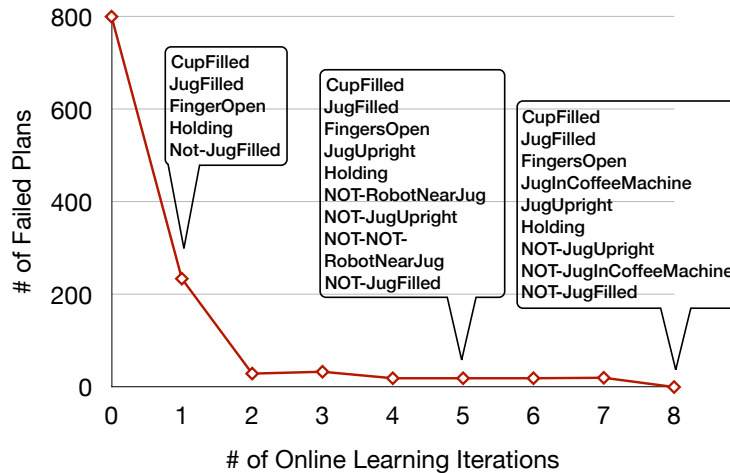 800
600
400
200
0
# of Failed Plans
CupFilled
JugFilled
FingerOpen
Holding
Not-JugFilled
CupFilled
JugFilled
FingersOpen
JugUpright
Holding
NOT-RobotNearJug
NOT-JugUpright
NOT-NOT-
RobotNearJug
NOT-JugFilled
CupFilled
JugFilled
FingersOpen
JugInCoffeeMachine
JugUpright
Holding
NOT-JugUpright
NOT-JugInCoffeeMachine
NOT-JugFilled
0 1 2 3 4 5 6 7 8
# of Online Learning Iterations